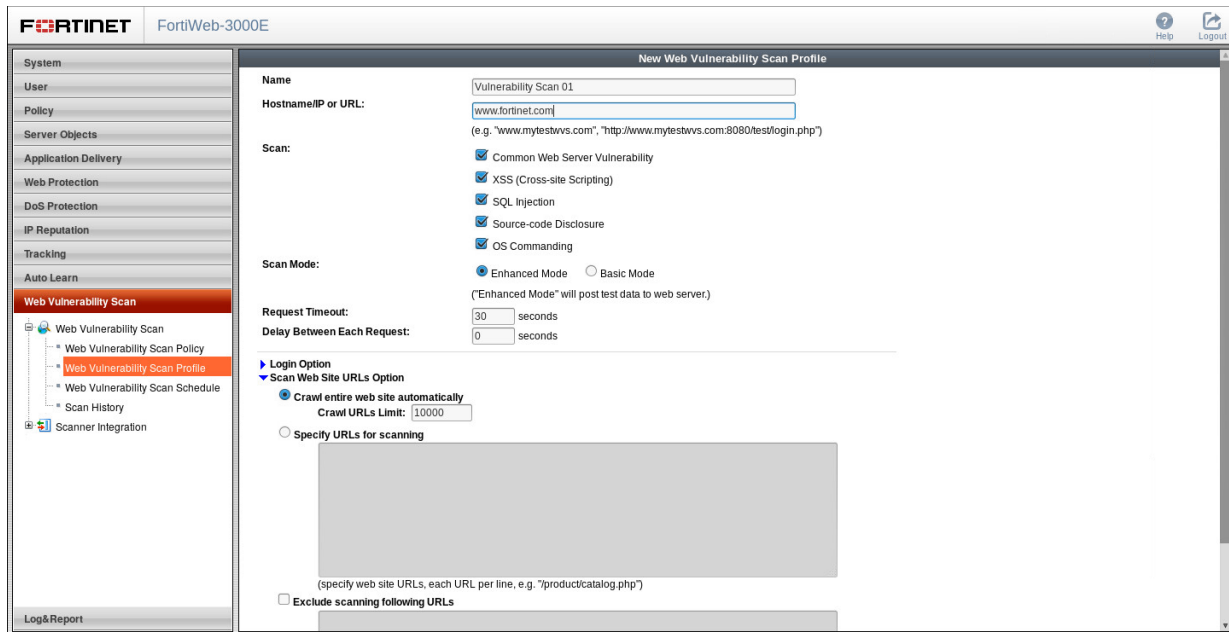 FORTINET
FortiWeb-3000E
Help
Logout
System
User
Policy
Server Objects
Application Delivery
Web Protection
DoS Protection
IP Reputation
Tracking
Auto Learn
Web Vulnerability Scan
Web Vulnerability Scan
Web Vulnerability Scan Policy
Web Vulnerability Scan Profile
Web Vulnerability Scan Schedule
Scan History
Scanner Integration
Log&Report
New Web Vulnerability Scan Profile
Name
Vulnerability Scan 01
Hostname/IP or URL:
www.fortinet.com
(e.g. "www.mytestwvs.com", "http://www.mytestwvs.com:8080/test/login.php")
Scan:
Common Web Server Vulnerability
XSS (Cross-site Scripting)
SQL Injection
Source-code Disclosure
OS Commanding
Scan Mode:
Enhanced Mode
Basic Mode
("Enhanced Mode" will post test data to web server.)
Request Timeout:
30 seconds
Delay Between Each Request:
0 seconds
Login Option
Scan Web Site URLs Option
Crawl entire web site automatically
Crawl URLs Limit: 10000
Specify URLs for scanning
(specify web site URLs, each URL per line, e.g. "/product/catalog.php")
Exclude scanning following URLs